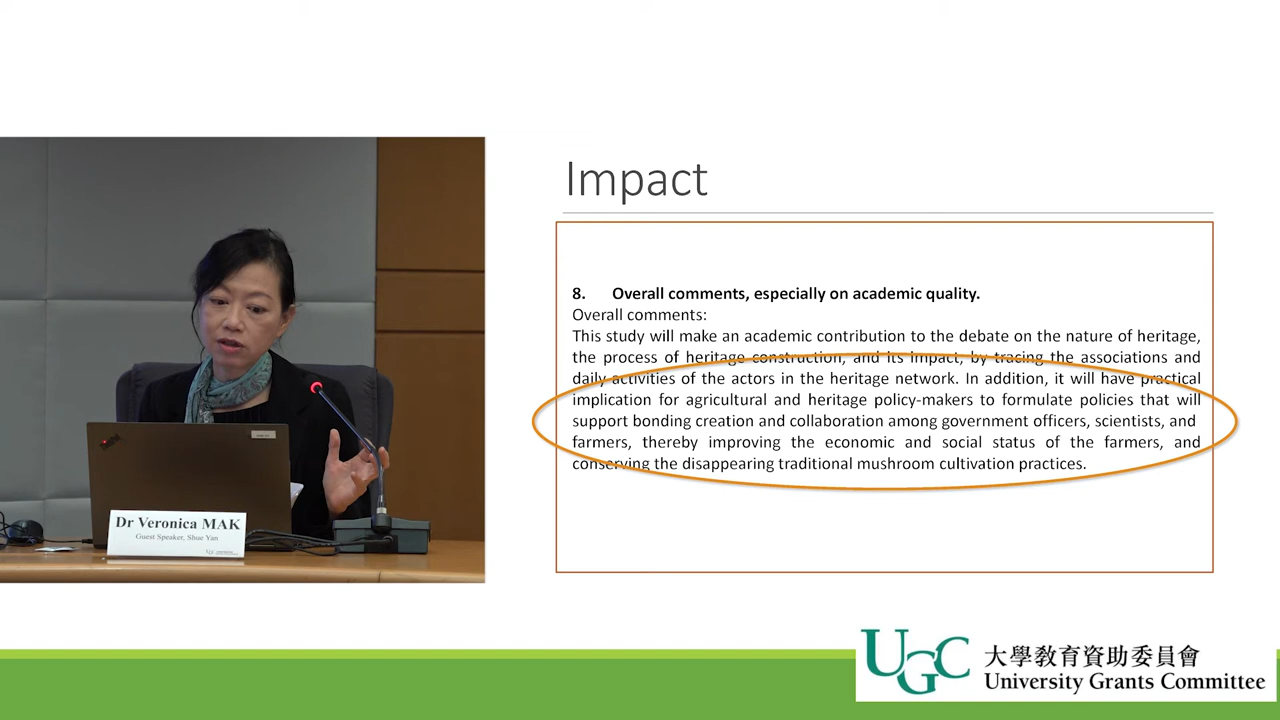 Impact
8. Overall comments, especially on academic quality.
Overall comments:
This study will make an academic contribution to the debate on the nature of heritage,
the process of heritage construction, and its impact, by tracing the associations and
daily activities of the actors in the heritage network. In addition, it will have practical
implication for agricultural and heritage policy-makers to formulate policies that will
support bonding creation and collaboration among government officers, scientists, and
farmers, thereby improving the economic and social status of the farmers, and
conserving the disappearing traditional mushroom cultivation practices.
Dr Veronica MAK
Guest Speaker, Shue Yan
UGC
大學教育資助委員會
University Grants Committee